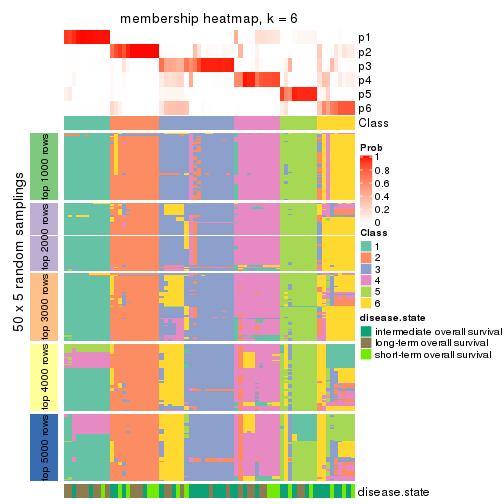 membership heatmap, k = 6
p1
p2
p3
p4
p5
p6
Class
50 x 5 random samplings
top 1000 rows
top 2000 rows
top 3000 rows
top 4000 rows
top 5000 rows
disease.state
Prob
1
0.8
0.6
0.4
0.2
0
Class
1
2
3
4
5
6
disease.state
intermediate overall survival
long-term overall survival
short-term overall survival